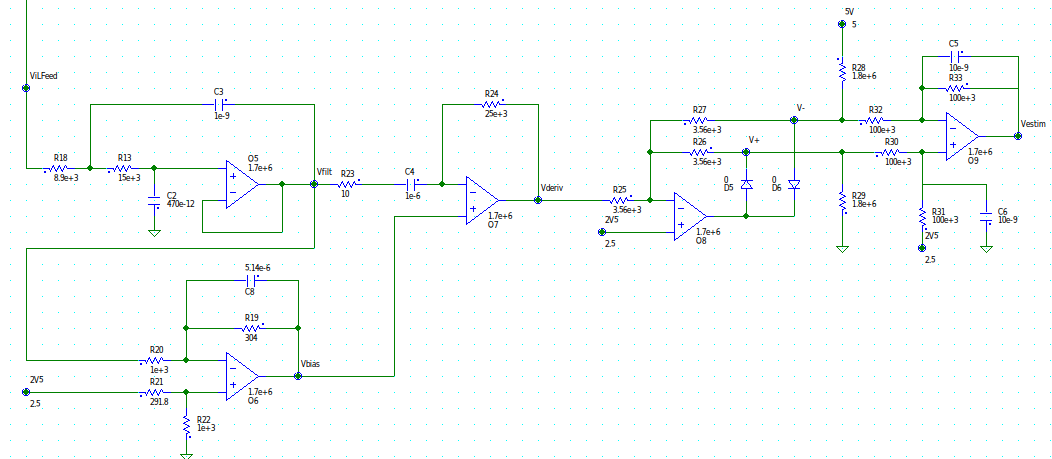 5V
5
ViLFeed
C3
1e-9
R24
25e+3
R28
1.8e+6
C5
10e-9
R33
100e+3
R27
3.56e+3
V-
R32
100e+3
Vestim
R18
8.9e+3
R13
15e+3
O5
1.7e+6
Vfilt
R23
10
C4
1e-6
R26
3.56e+3
V+
R30
100e+3
1.7e+6
O9
C2
470e-12
Vderiv
R25
3.56e+3
0
D5
0
D6
R29
1.8e+6
R31
100e+3
C6
10e-9
1.7e+6
O7
2V5
2.5
1.7e+6
O8
2V5
2.5
5.14e-6
C8
R19
304
R20
1e+3
Vbias
2V5
2.5
R21
291.8
1.7e+6
O6
R22
1e+3